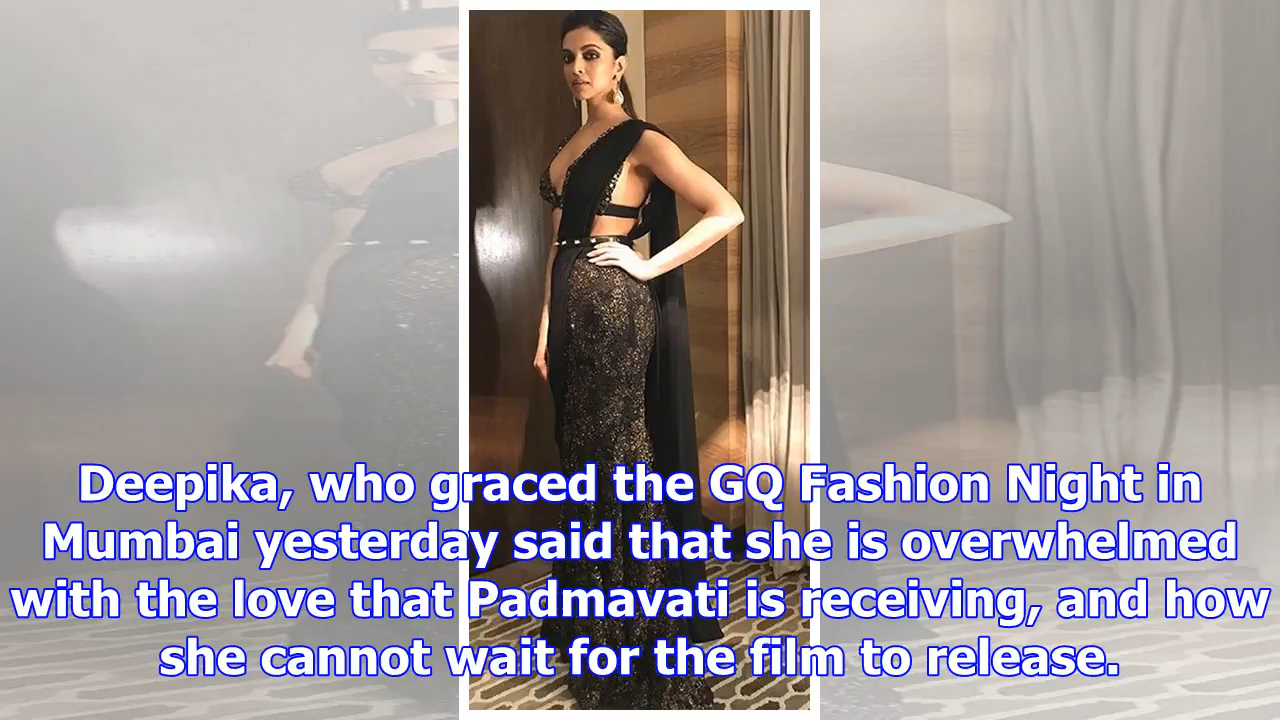 Deepika, who graced the GQ Fashion Night in
Mumbai yesterday said that she is overwhelmed
with the love that Padmavati is receiving, and how
she cannot wait for the film to release.